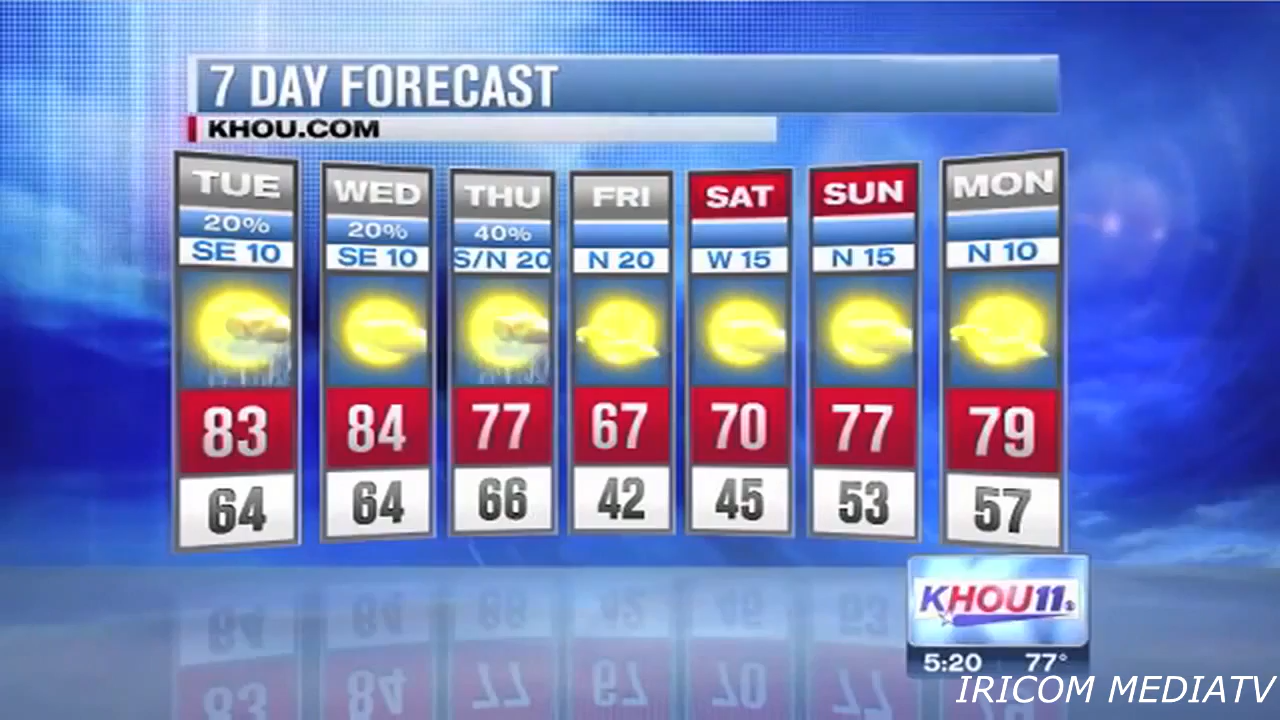 7 DAY FORECAST
KHOU.COM
TUE WED THU FRI SAT SUN MON
20% 20% 40%
SE 10 SE 10 S/N 20 N 20 W 15 N 15 N 10
83 84 77 67 70 77 79
64 64 66 42 45 53 57
KHOU11
5:20 77°
IRICOM MEDIATV